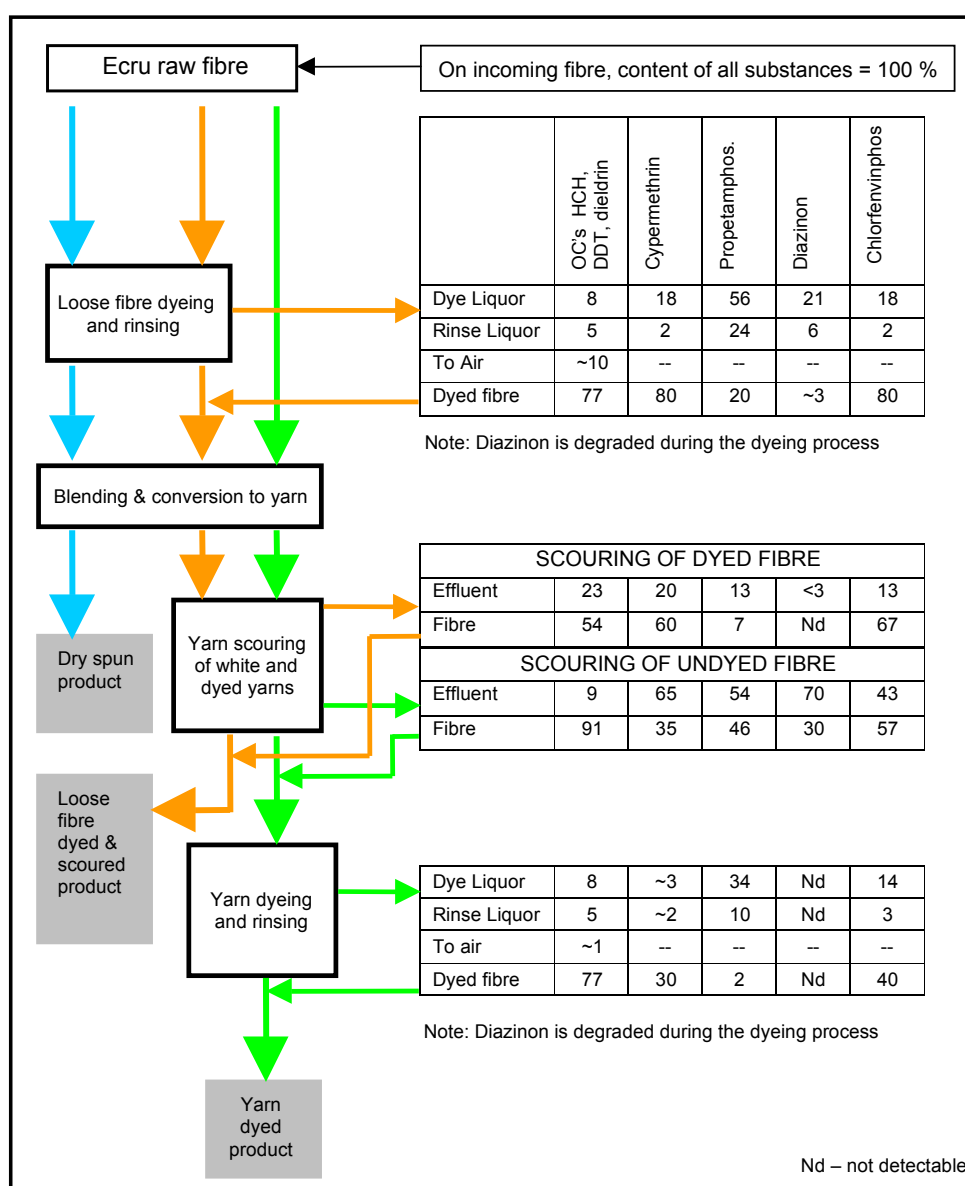 Ecru raw fibre
On incoming fibre, content of all substances = 100 %
OC's HCH,
DDT, dieldrin
Cypermethrin
Propetamphos.
Diazinon
Chlorfenvinphos
Dye Liquor 8 18 56 21 18
Rinse Liquor 5 2 24 6 2
To Air ~10 -- -- -- --
Dyed fibre 77 80 20 ~3 80
Note: Diazinon is degraded during the dyeing process
Loose fibre dyeing
and rinsing
Blending & conversion to yarn
SCOURING OF DYED FIBRE
Effluent 23 20 13 <3 13
Fibre 54 60 7 Nd 67
SCOURING OF UNDYED FIBRE
Effluent 9 65 54 70 43
Fibre 91 35 46 30 57
Dry spun
product
Yarn scouring
of white and
dyed yarns
Loose
fibre
dyed &
scoured
product
Yarn dyeing
and rinsing
Dye Liquor 8 ~3 34 Nd 14
Rinse Liquor 5 ~2 10 Nd 3
To air ~1 -- -- -- --
Dyed fibre 77 30 2 Nd 40
Note: Diazinon is degraded during the dyeing process
Yarn
dyed
product
Nd – not detectable